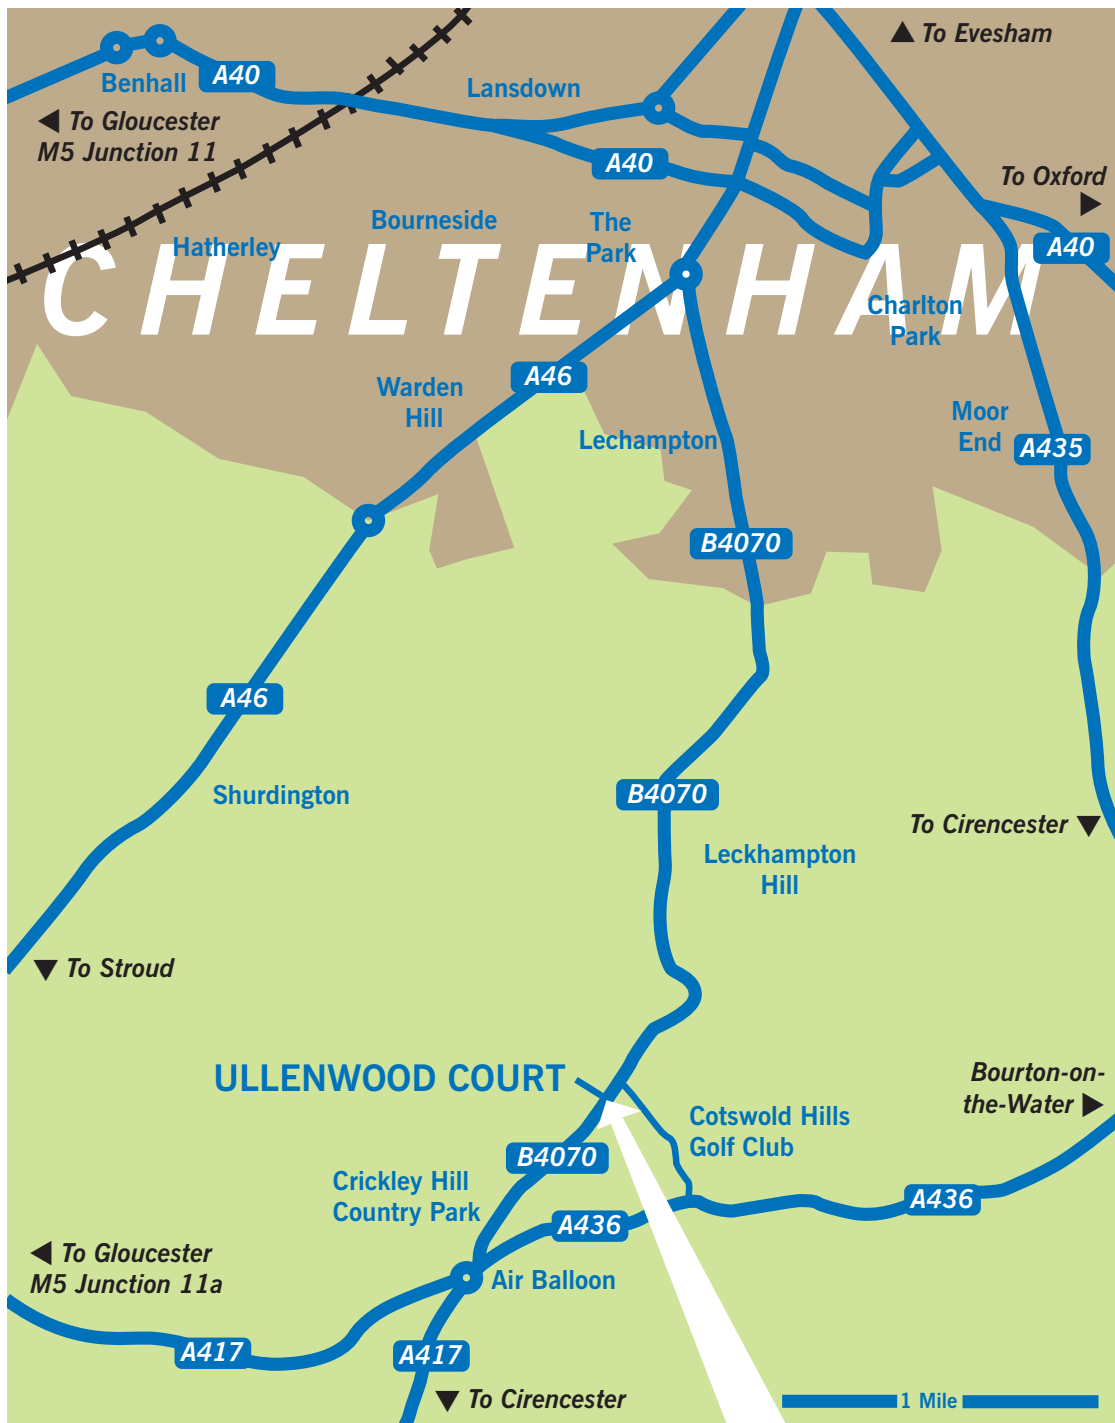 To Evesham
Benhall
A40
Lansdown
To Gloucester
M5 Junction 11
A40
To Oxford
Bourneside
The
Park
Hatherley
A40
CHELTENHAM
Charlton
Park
A46
Warden
Hill
Moor
End
Lechampton
A435
B4070
A46
Shurdington
B4070
To Cirencester
Leckhampton
Hill
To Stroud
ULLENWOOD COURT
Bourton-on-
the-Water
Cotswold Hills
Golf Club
B4070
Crickley Hill
Country Park
A436
A436
To Gloucester
M5 Junction 11a
Air Balloon
A417
A417
To Cirencester
1 Mile